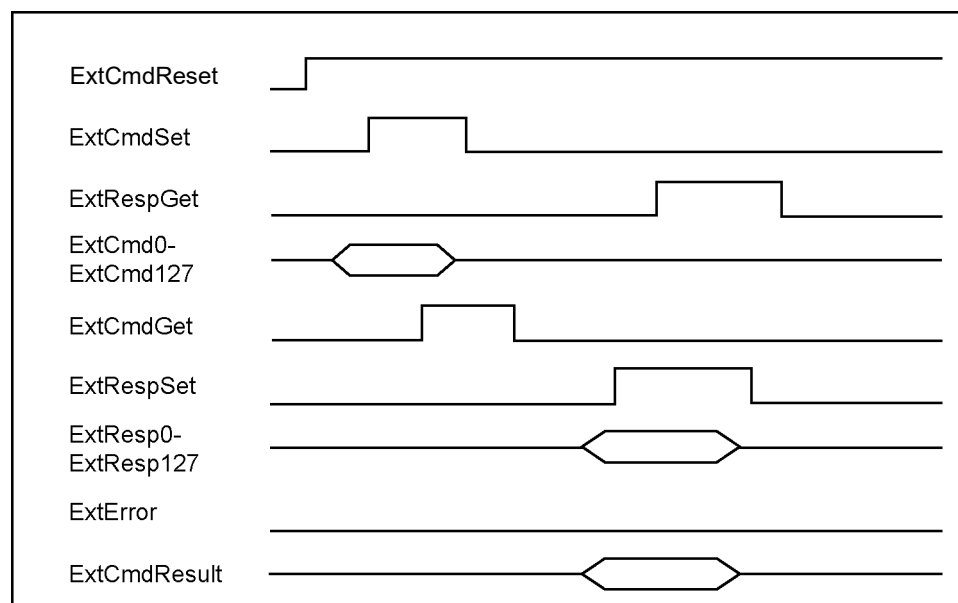 ExtCmdReset
ExtCmdSet
ExtRespGet
ExtCmd0-
ExtCmd127
ExtCmdGet
ExtRespSet
ExtResp0-
ExtResp127
ExtError
ExtCmdResult